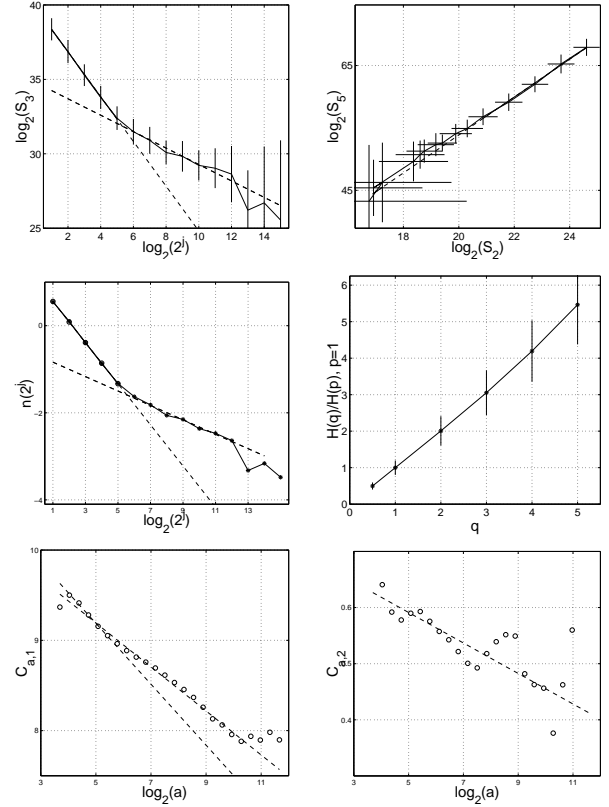 40
35
30
25
log2(S3)
2 4 6 8 10 12 14
log2(2^j)
65
45
log2(S5)
18 20 22 24
log2(S2)
0
−2
−4
n(2^j)
1 3 5 7 9 11 13
log2(2^j)
6
5
4
3
2
1
0
H(q)/H(p), p=1
0 1 2 3 4 5
q
10
9
8
C_a,1
3 5 7 9 11
log2(a)
0.6
0.5
0.4
C_a,2
3 5 7 9 11
log2(a)